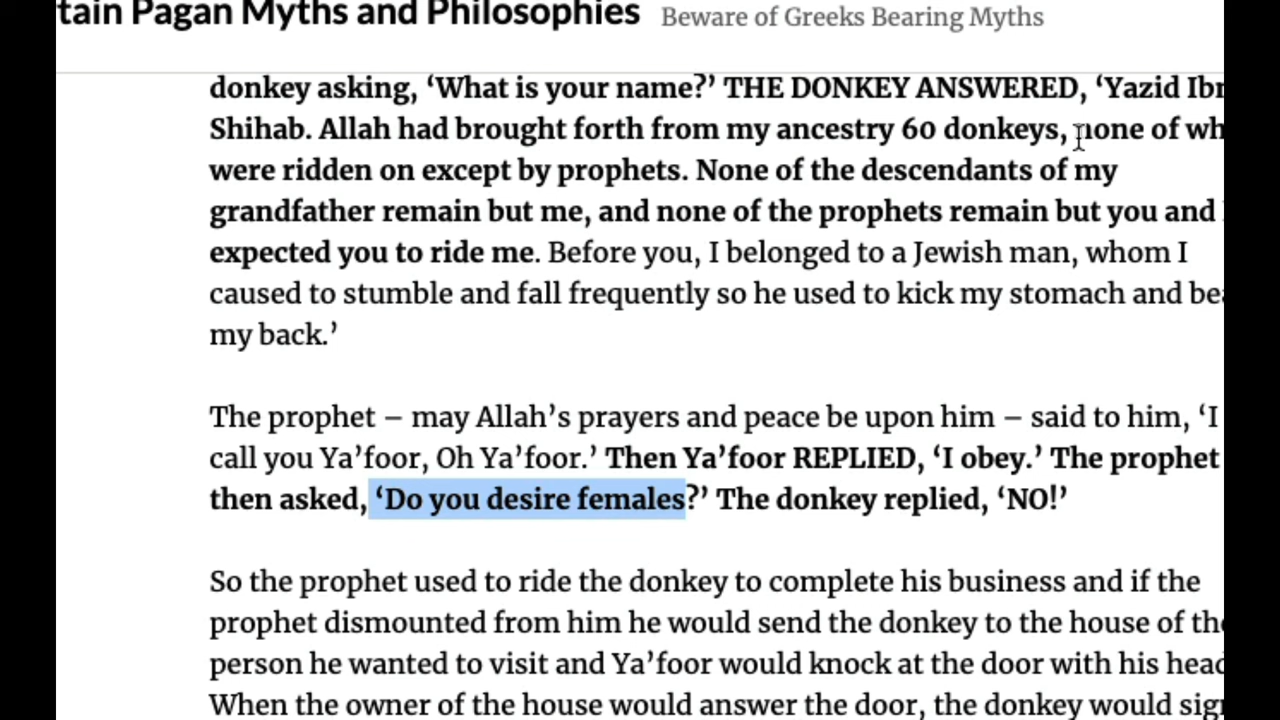 tain Pagan Myths and Philosophies Beware of Greeks Bearing Myths
donkey asking, ‘What is your name?’ THE DONKEY ANSWERED, ‘Yazid Ibn
Shihab. Allah had brought forth from my ancestry 60 donkeys, none of wh
were ridden on except by prophets. None of the descendants of my
grandfather remain but me, and none of the prophets remain but you and
expected you to ride me. Before you, I belonged to a Jewish man, whom I
caused to stumble and fall frequently so he used to kick my stomach and bea
my back.’
The prophet – may Allah’s prayers and peace be upon him – said to him, ‘I
call you Ya’foor, Oh Ya’foor.’ Then Ya’foor REPLIED, ‘I obey.’ The prophet
then asked, ‘Do you desire females?’ The donkey replied, ‘NO!’
So the prophet used to ride the donkey to complete his business and if the
prophet dismounted from him he would send the donkey to the house of the
person he wanted to visit and Ya’foor would knock at the door with his head
When the owner of the house would answer the door, the donkey would sign